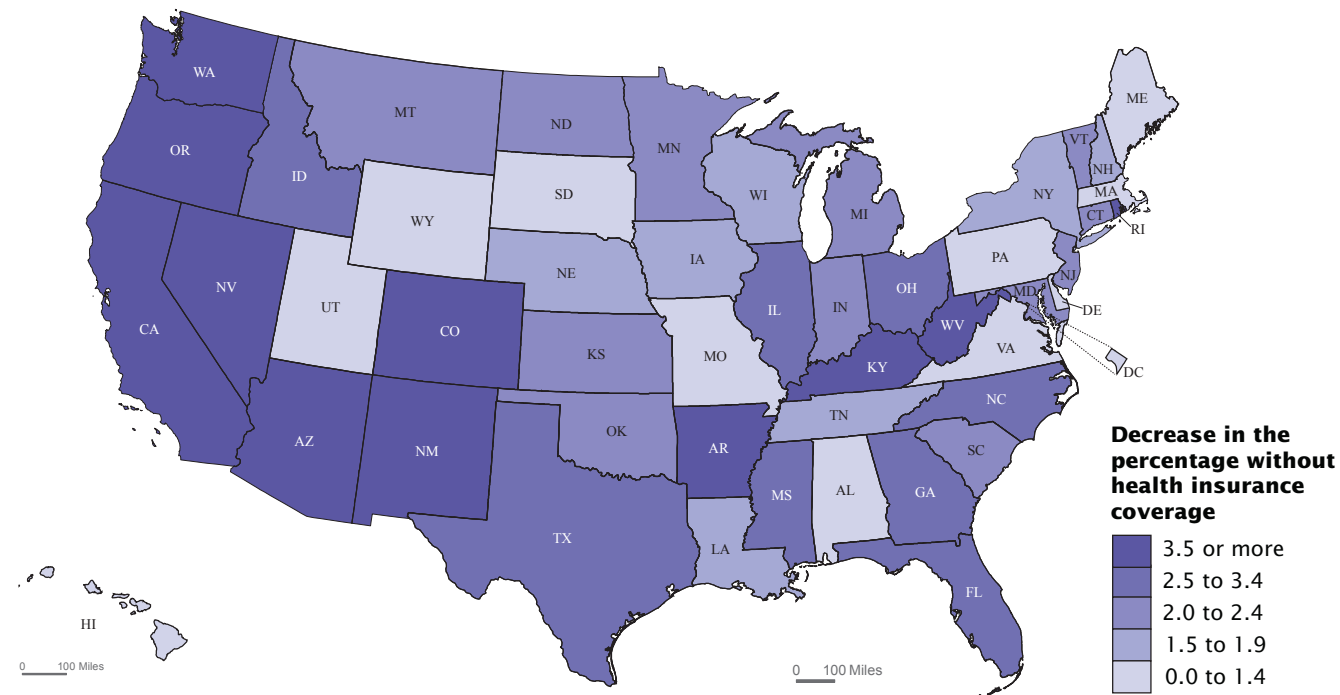 WA
MT
ND
MN
ME
OR
ID
SD
WI
MI
VT
NH
NY
MA
CT
RI
WY
IA
PA
NJ
NV
UT
NE
IL
IN
OH
MD
DE
CA
CO
KS
MO
WV
VA
KY
DC
AZ
NM
OK
AR
TN
NC
SC
TX
LA
MS
AL
GA
FL
HI
0 100 Miles
0 100 Miles
Decrease in the
percentage without
health insurance
coverage
3.5 or more
2.5 to 3.4
2.0 to 2.4
1.5 to 1.9
0.0 to 1.4